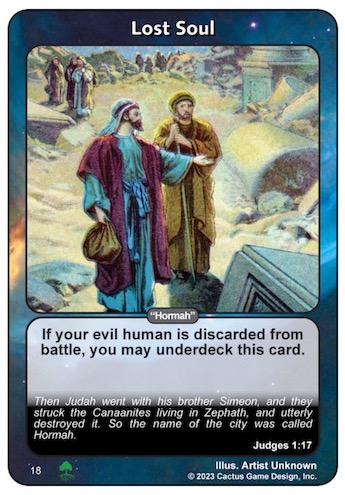 Lost Soul
"Hormah"
If your evil human is discarded from
battle, you may underdeck this card.
Then Judah went with his brother Simeon, and they
struck the Canaanites living in Zephath, and utterly
destroyed it. So the name of the city was called
Hormah.
Judges 1:17
18
Illus. Artist Unknown
© 2023 Cactus Game Design, Inc.